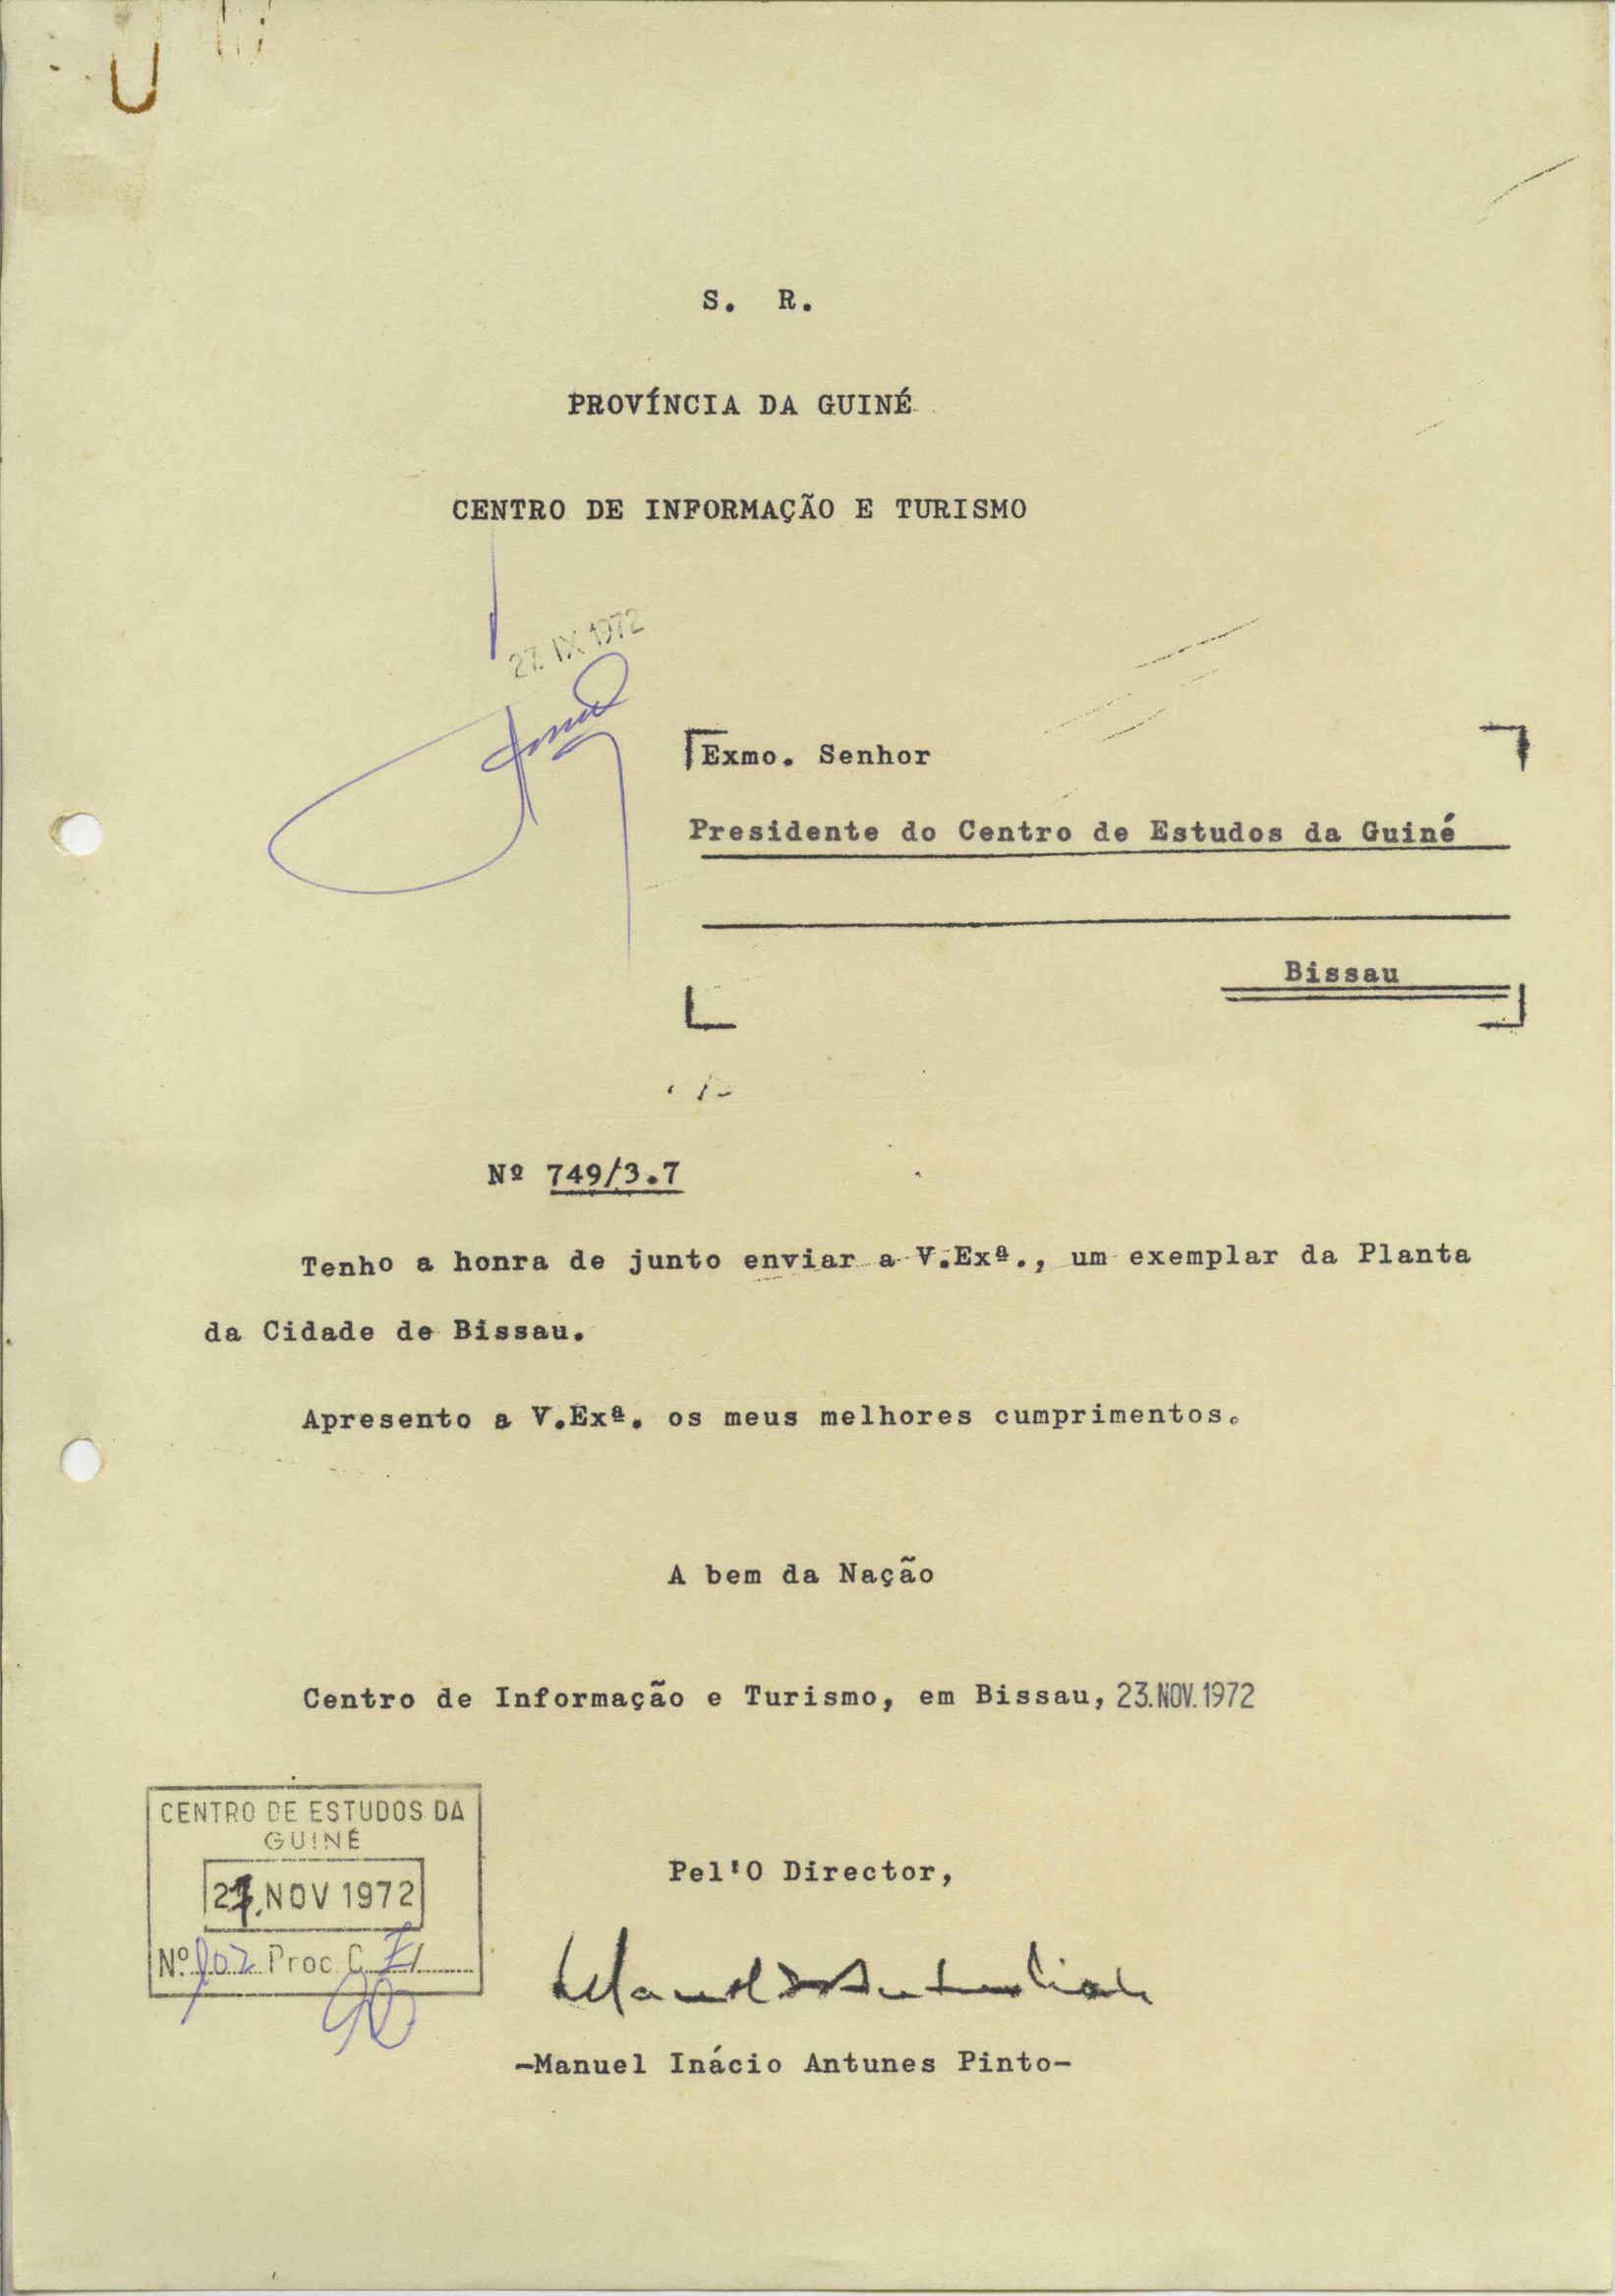 S. R.
PROVÍNCIA DA GUINÉ
CENTRO DE INFORMAÇÃO E TURISMO
27. IX 1972
Exmo. Senhor
Presidente do Centro de Estudos da Guiné
Bissau
Nº 749/3.7
Tenho a honra de junto enviar a V.Exª., um exemplar da Planta
da Cidade de Bissau.
Apresento a V.Exª. os meus melhores cumprimentos.
A bem da Nação
Centro de Informação e Turismo, em Bissau, 23.NOV.1972
CENTRO DE ESTUDOS DA
GUINÉ
27.NOV 1972
Nº Proc
Pel'O Director,
-Manuel Inácio Antunes Pinto-